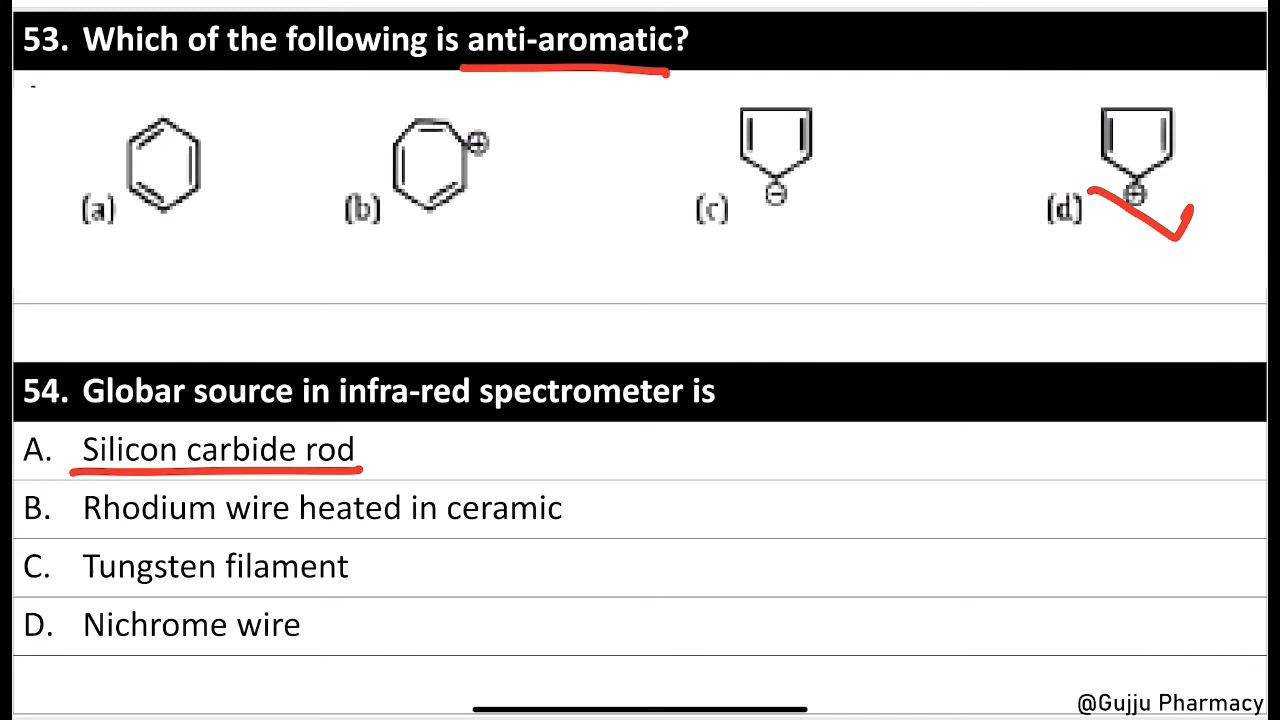 53. Which of the following is anti-aromatic?
(a) (b) ⊕ (c) ⊖ (d) ⊕
54. Globar source in infra-red spectrometer is
A. Silicon carbide rod
B. Rhodium wire heated in ceramic
C. Tungsten filament
D. Nichrome wire
@Gujju Pharmacy